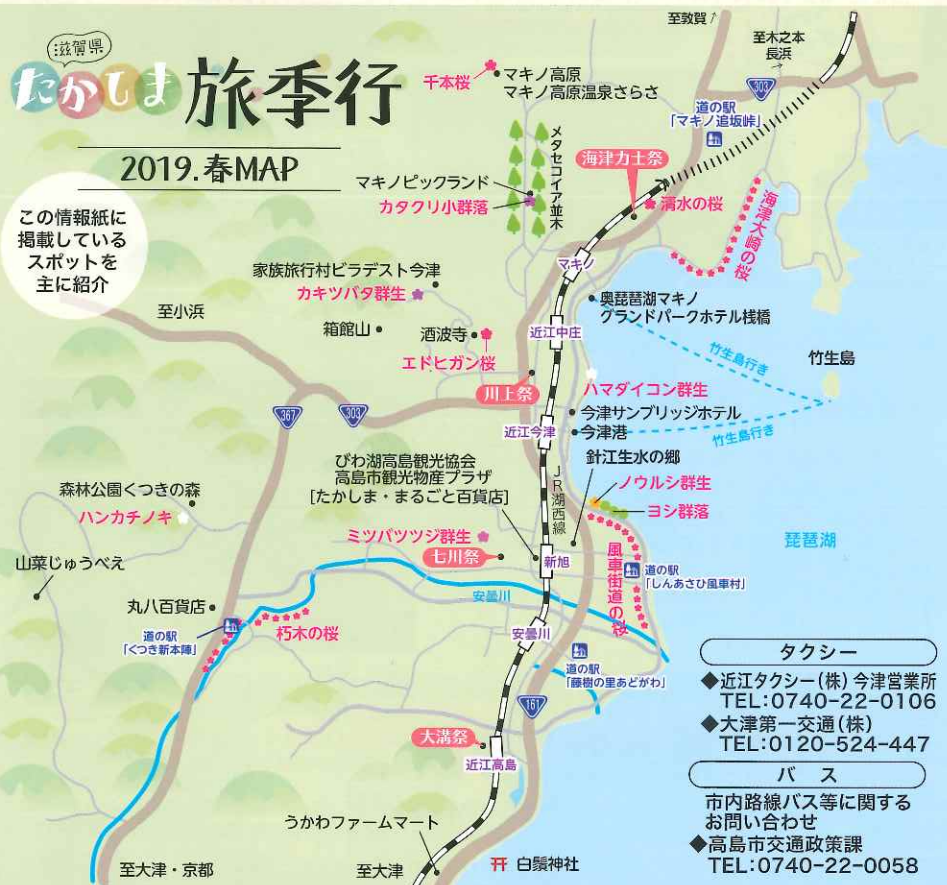 滋賀県
たかしま旅季行
2019.春MAP
この情報紙に
掲載している
スポットを
主に紹介
至敦賀
至木之本
長浜
303
道の駅
「マキノ追坂峠」
千本桜
マキノ高原
マキノ高原温泉さらさ
メタセコイア並木
海津力士祭
清水の桜
海津大崎の桜
マキノピックランド
カタクリ小群落
マキノ
家族旅行村ビラデスト今津
カキツバタ群生
奥琵琶湖マキノ
グランドパークホテル桟橋
至小浜
箱館山
酒波寺
エドヒガン桜
近江中庄
竹生島行き
竹生島
川上祭
ハマダイコン群生
367
303
今津サンブリッジホテル
近江今津
今津港
竹生島行き
びわ湖高島観光協会
高島市観光物産プラザ
[たかしま・まるごと百貨店]
JR湖西線
針江生水の郷
ノウルシ群生
ヨシ群落
森林公園くつきの森
ハンカチノキ
ミツバツツジ群生
七川祭
新旭
風車街道の桜
道の駅
「しんあさひ風車村」
琵琶湖
山菜じゅうべえ
丸八百貨店
安曇川
道の駅
「くつき新本陣」
朽木の桜
安曇川
道の駅
「藤樹の里あどがわ」
161
大溝祭
近江高島
うかわファームマート
至大津・京都
至大津
白鬚神社
タクシー
◆近江タクシー(株)今津営業所
TEL:0740-22-0106
◆大津第一交通(株)
TEL:0120-524-447
バス
市内路線バス等に関する
お問い合わせ
◆高島市交通政策課
TEL:0740-22-0058